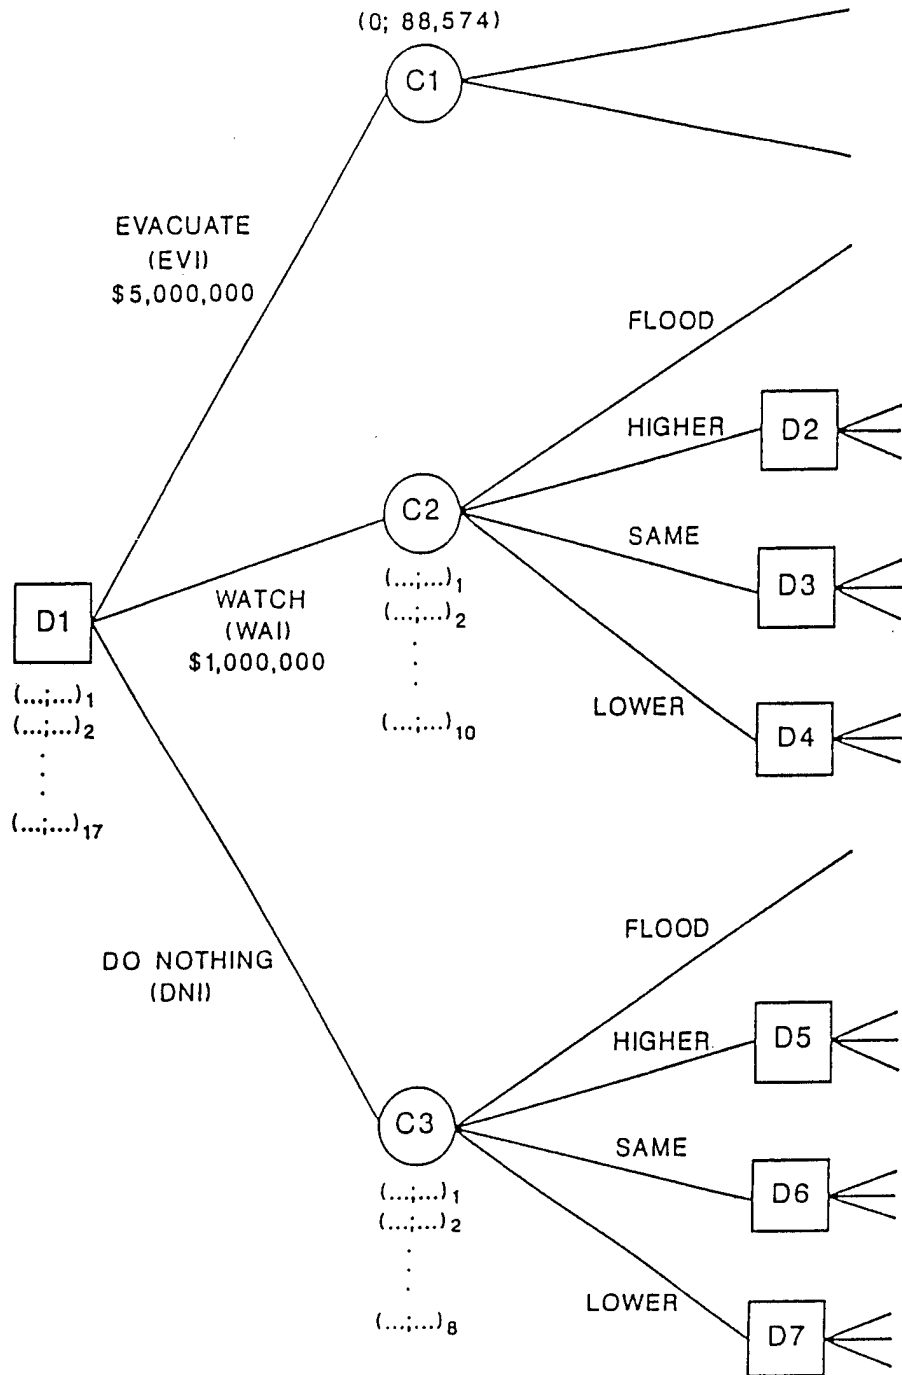 (0; 88,574)
C1
EVACUATE
(EVI)
$5,000,000
FLOOD
HIGHER
D2
C2
SAME
D3
(...;...)1
(...;...)2
.
.
.
(...;...)10
LOWER
D4
D1
WATCH
(WAI)
$1,000,000
(...;...)1
(...;...)2
.
.
.
(...;...)17
DO NOTHING
(DNI)
FLOOD
HIGHER
D5
C3
SAME
D6
(...;...)1
(...;...)2
.
.
.
(...;...)8
LOWER
D7